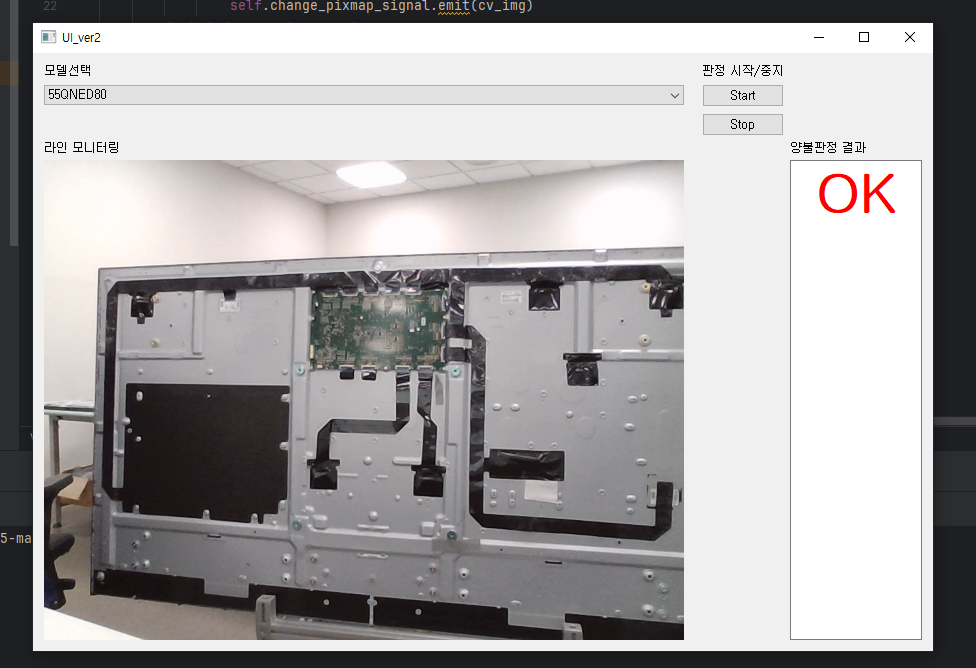 22 self.change_pixmap_signal.emit(cv_img)
UI_ver2
모델선택
55QNED80
판정 시작/중지
Start
Stop
라인 모니터링
양불판정 결과
OK
5-ma